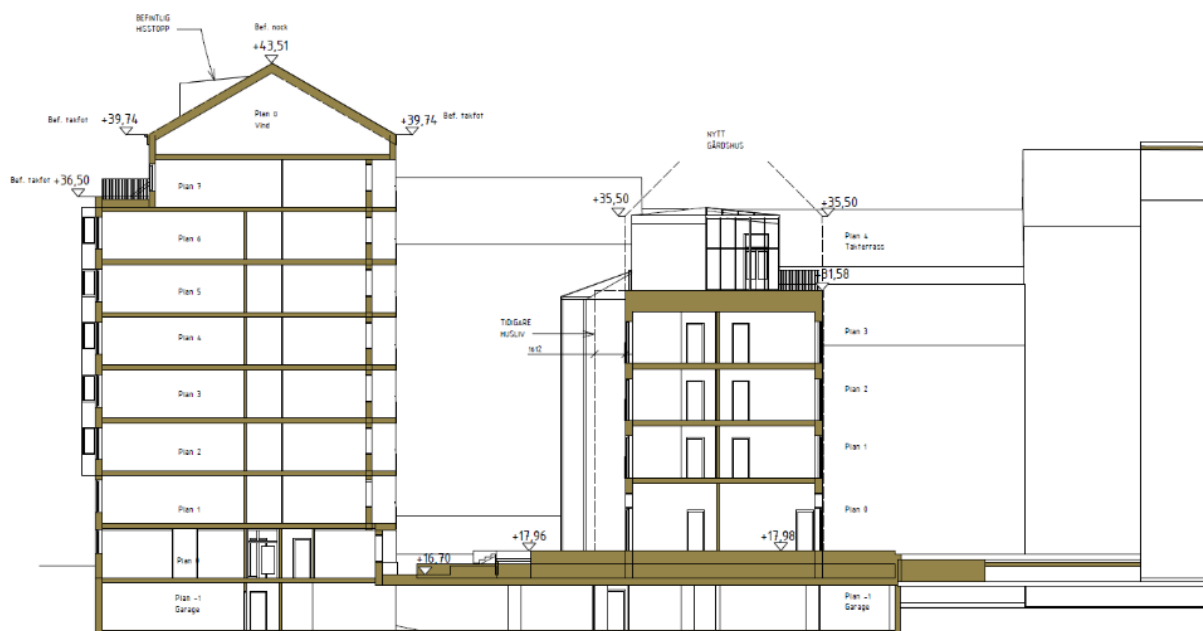 BEFINTLIG
HISSTOPP
Bef. nock
+43,51
Bef. takfot
+39,74
Plan 0
Vind
+39,74
Bef. takfot
NYTT
GÅRDSHUS
Bef. takfot
+36,50
Plan 7
+35,50
+35,50
Plan 6
Plan 4
Takterrass
Plan 5
+31,58
TIDIGARE
HUSLIV
Plan 3
Plan 4
Plan 3
Plan 2
Plan 2
Plan 1
Plan 1
Plan 0
+17,96
+17,98
Plan
+16,70
Plan -1
Garage
Plan -1
Garage